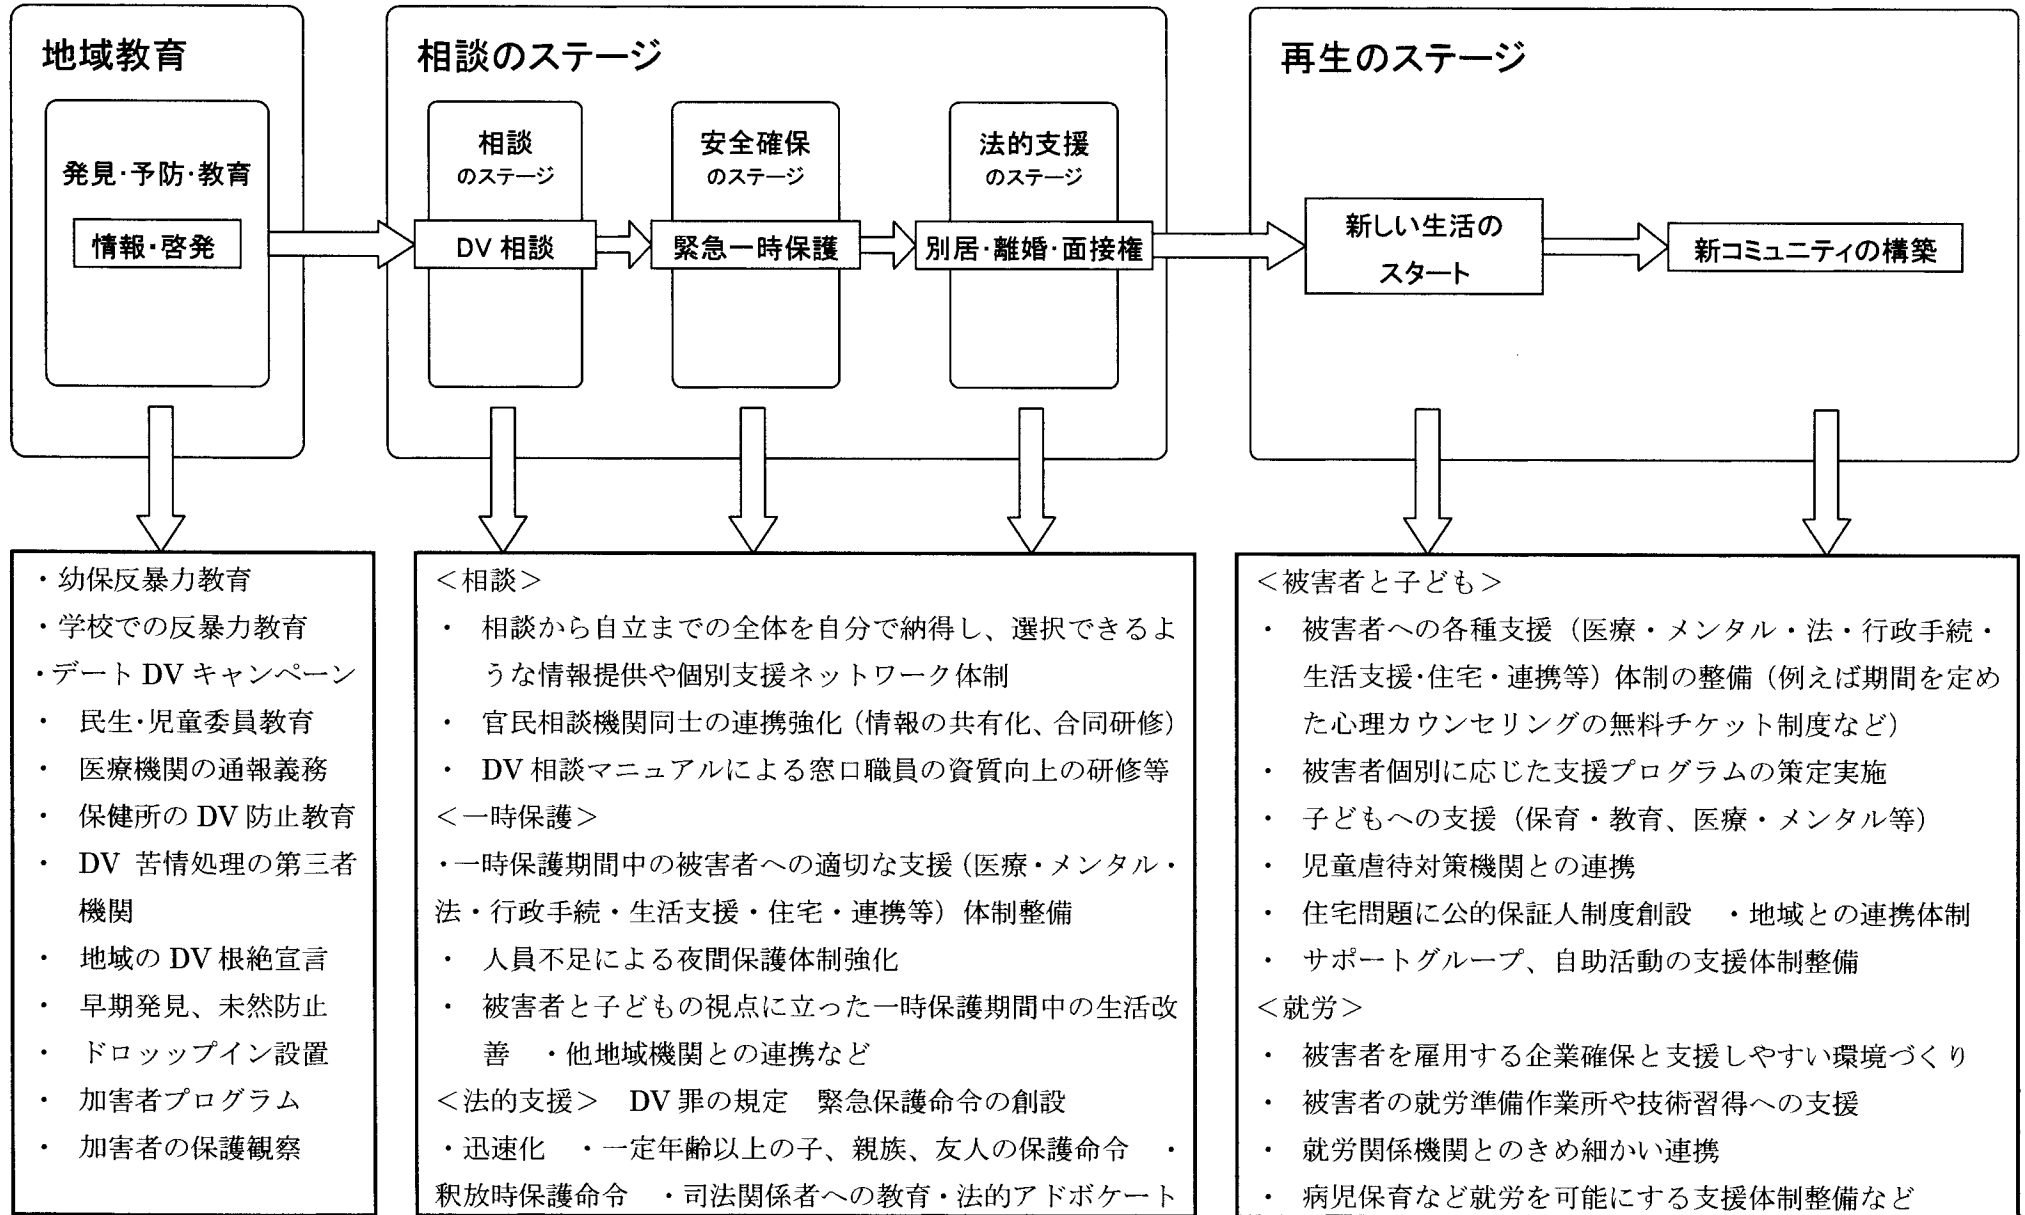 地域教育
発見･予防･教育
情報・啓発
相談のステージ
相談
のステージ
DV 相談
安全確保
のステージ
緊急一時保護
法的支援
のステージ
別居･離婚･面接権
再生のステージ
新しい生活の
スタート
新コミュニティの構築
・幼保反暴力教育
・学校での反暴力教育
・デート DV キャンペーン
・ 民生･児童委員教育
・ 医療機関の通報義務
・ 保健所の DV 防止教育
・ DV 苦情処理の第三者
機関
・ 地域の DV 根絶宣言
・ 早期発見、未然防止
・ ドロッップイン設置
・ 加害者プログラム
・ 加害者の保護観察
＜相談＞
・ 相談から自立までの全体を自分で納得し、選択できるよ
うな情報提供や個別支援ネットワーク体制
・ 官民相談機関同士の連携強化（情報の共有化、合同研修）
・ DV 相談マニュアルによる窓口職員の資質向上の研修等
＜一時保護＞
・一時保護期間中の被害者への適切な支援（医療・メンタル・
法・行政手続・生活支援・住宅・連携等）体制整備
・ 人員不足による夜間保護体制強化
・ 被害者と子どもの視点に立った一時保護期間中の生活改
善 ・他地域機関との連携など
＜法的支援＞ DV 罪の規定 緊急保護命令の創設
・迅速化 ・一定年齢以上の子、親族、友人の保護命令 ・
釈放時保護命令 ・司法関係者への教育・法的アドボケート
＜被害者と子ども＞
・ 被害者への各種支援（医療・メンタル・法・行政手続・
生活支援･住宅・連携等）体制の整備（例えば期間を定め
た心理カウンセリングの無料チケット制度など）
・ 被害者個別に応じた支援プログラムの策定実施
・ 子どもへの支援（保育・教育、医療・メンタル等）
・ 児童虐待対策機関との連携
・ 住宅問題に公的保証人制度創設 ・地域との連携体制
・ サポートグループ、自助活動の支援体制整備
＜就労＞
・ 被害者を雇用する企業確保と支援しやすい環境づくり
・ 被害者の就労準備作業所や技術習得への支援
・ 就労関係機関とのきめ細かい連携
・ 病児保育など就労を可能にする支援体制整備など